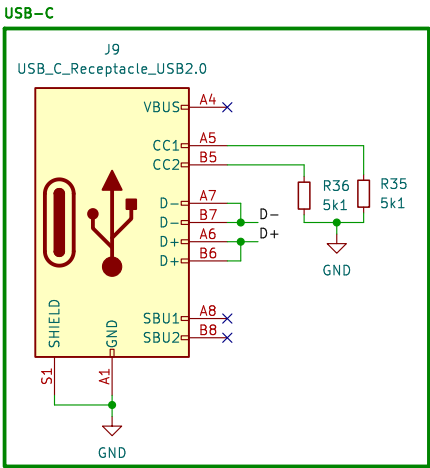 USB-C
J9
USB_C_Receptacle_USB2.0
VBUS A4
CC1 A5
CC2 B5
R36
5k1
R35
5k1
D- A7
D- B7
D-
D+ A6
D+
D+ B6
GND
SBU1 A8
SBU2 B8
SHIELD
GND
S1
A1
GND